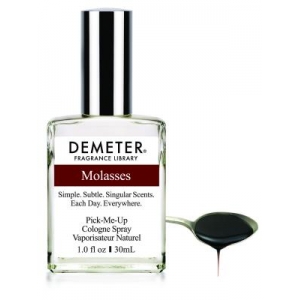 DEMETER®
FRAGRANCE LIBRARY
Molasses
Simple. Subtle. Singular Scents.
Each Day. Everywhere.
Pick-Me-Up
Cologne Spray
Vaporisateur Naturel
1.0 fl oz | 30mL